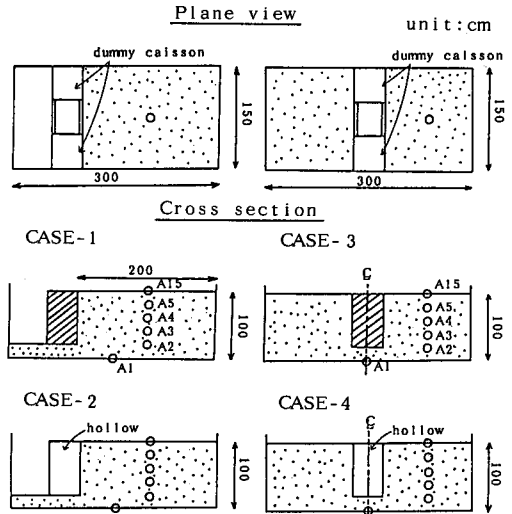 Plane view
unit:cm
dummy caisson
dummy caisson
150
150
300
300
Cross section
CASE-1
CASE-3
200
A15
A5
A4
A3
A2
A1
100
C
A15
A5
A4
A3
A2
A1
100
CASE-2
CASE-4
hollow
100
C
hollow
100